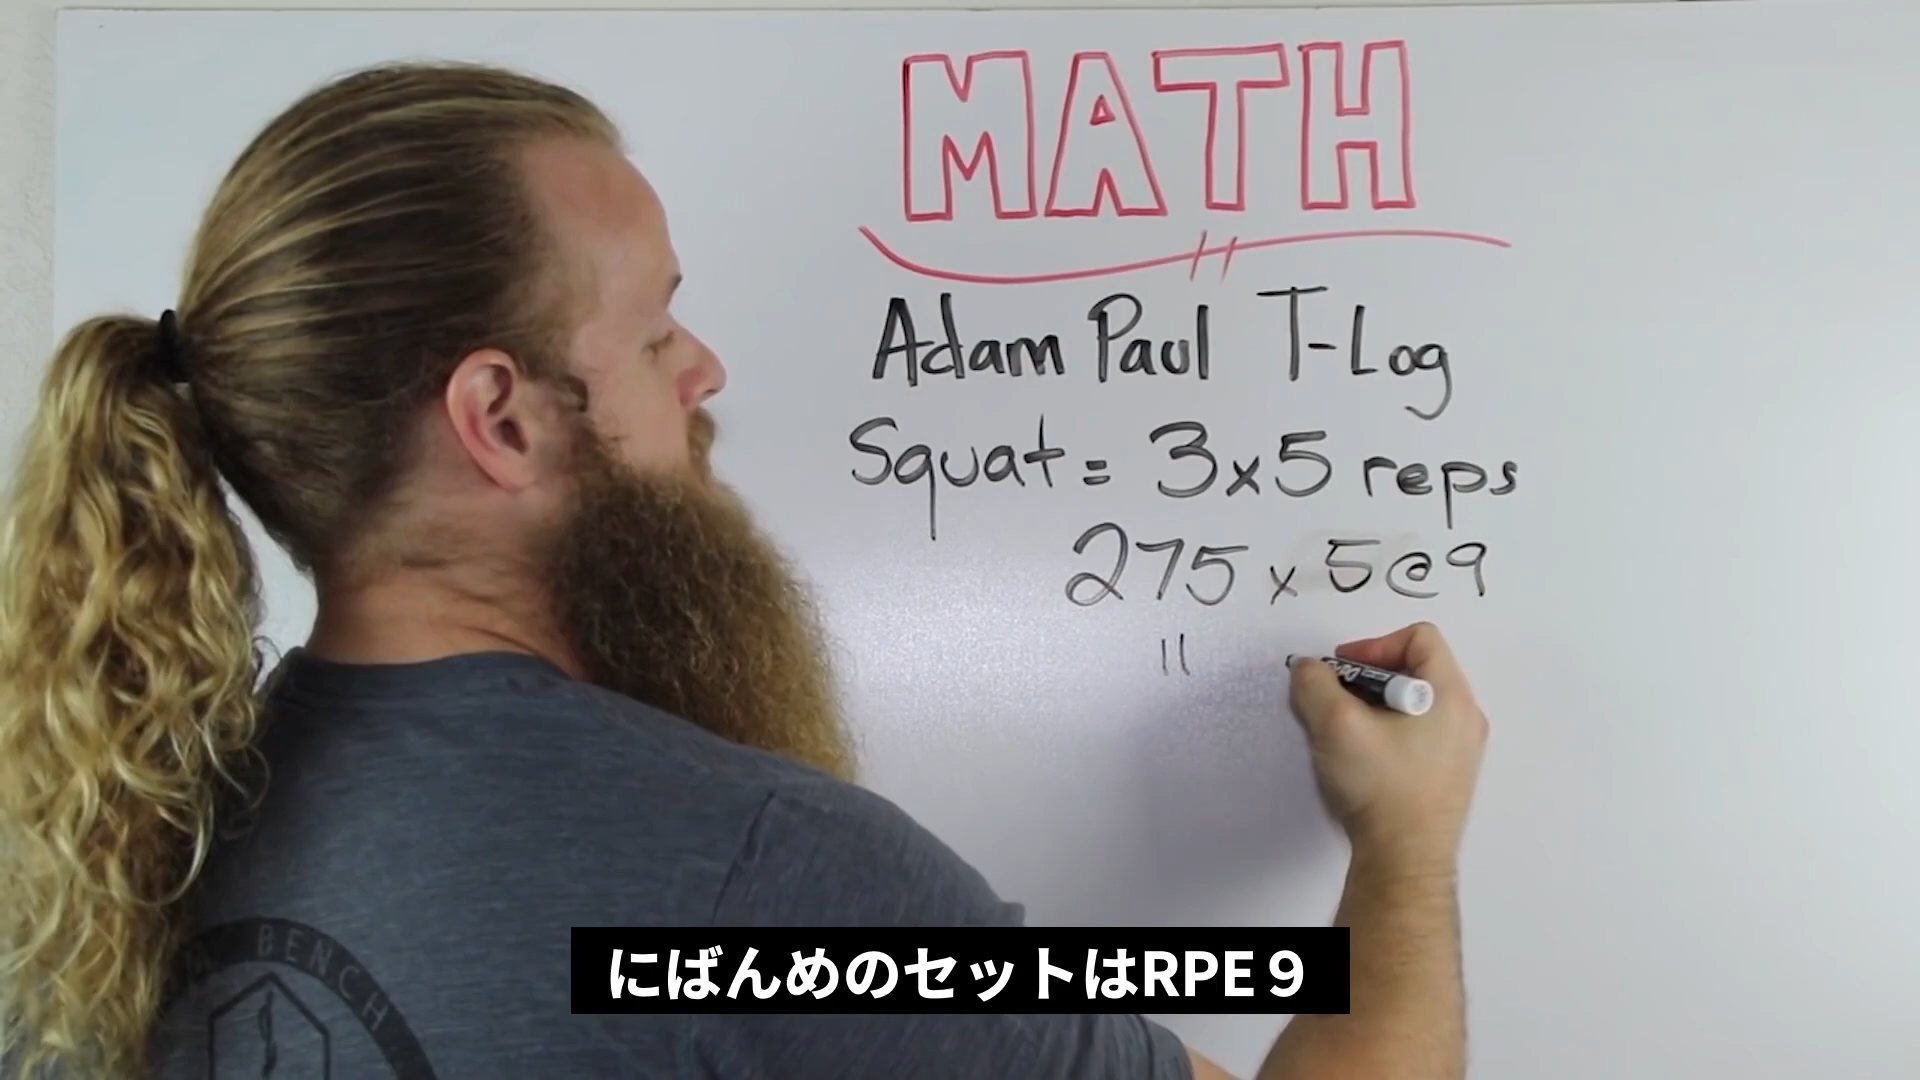 MATH
Adam Paul T-Log
Squat = 3x5 reps
275 x 5@9
"
BENCH
にばんめのセットはRPE9